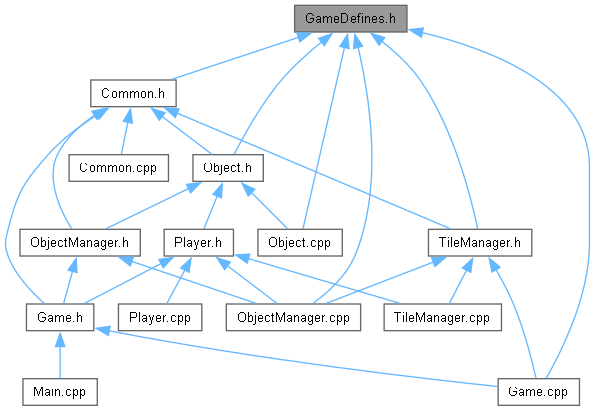 GameDefines.h
Common.h
Common.cpp
Object.h
ObjectManager.h
Player.h
Object.cpp
TileManager.h
Game.h
Player.cpp
ObjectManager.cpp
TileManager.cpp
Main.cpp
Game.cpp